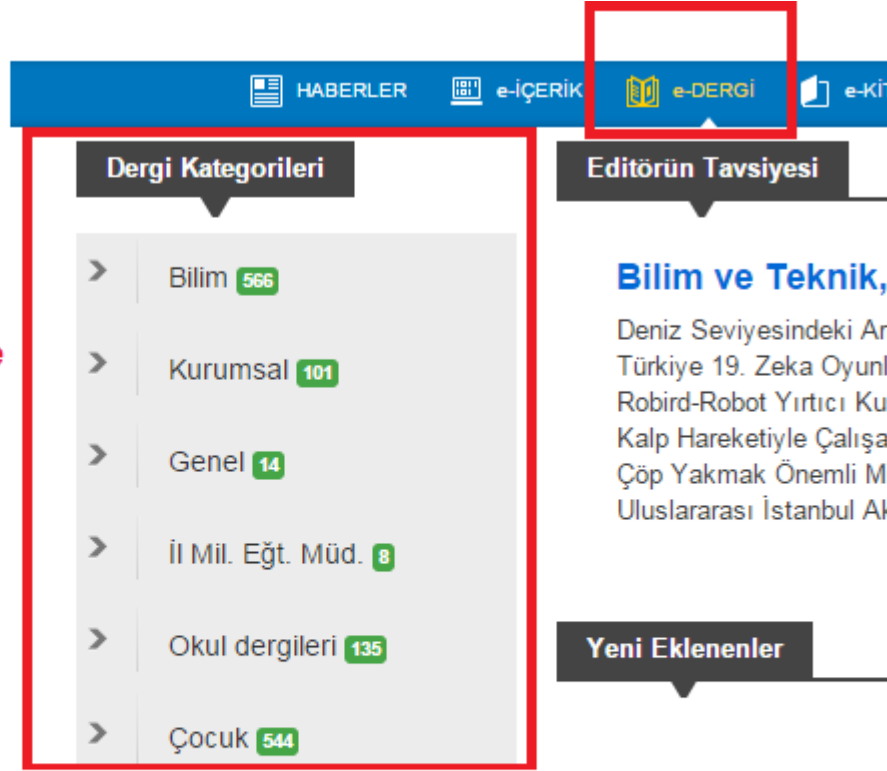 HABERLER e-İÇERİK e-DERGİ
Dergi Kategorileri
Bilim 566
Kurumsal 101
Genel 14
İl Mil. Eğt. Müd. 8
Okul dergileri 135
Çocuk 544
Editörün Tavsiyesi
Bilim ve Teknik,
Deniz Seviyesindeki
Türkiye 19. Zeka
Robird-Robot Yırtıcı
Kalp Hareketiyle
Çöp Yakmak Önemli
Uluslararası İstanbul
Yeni Eklenenler